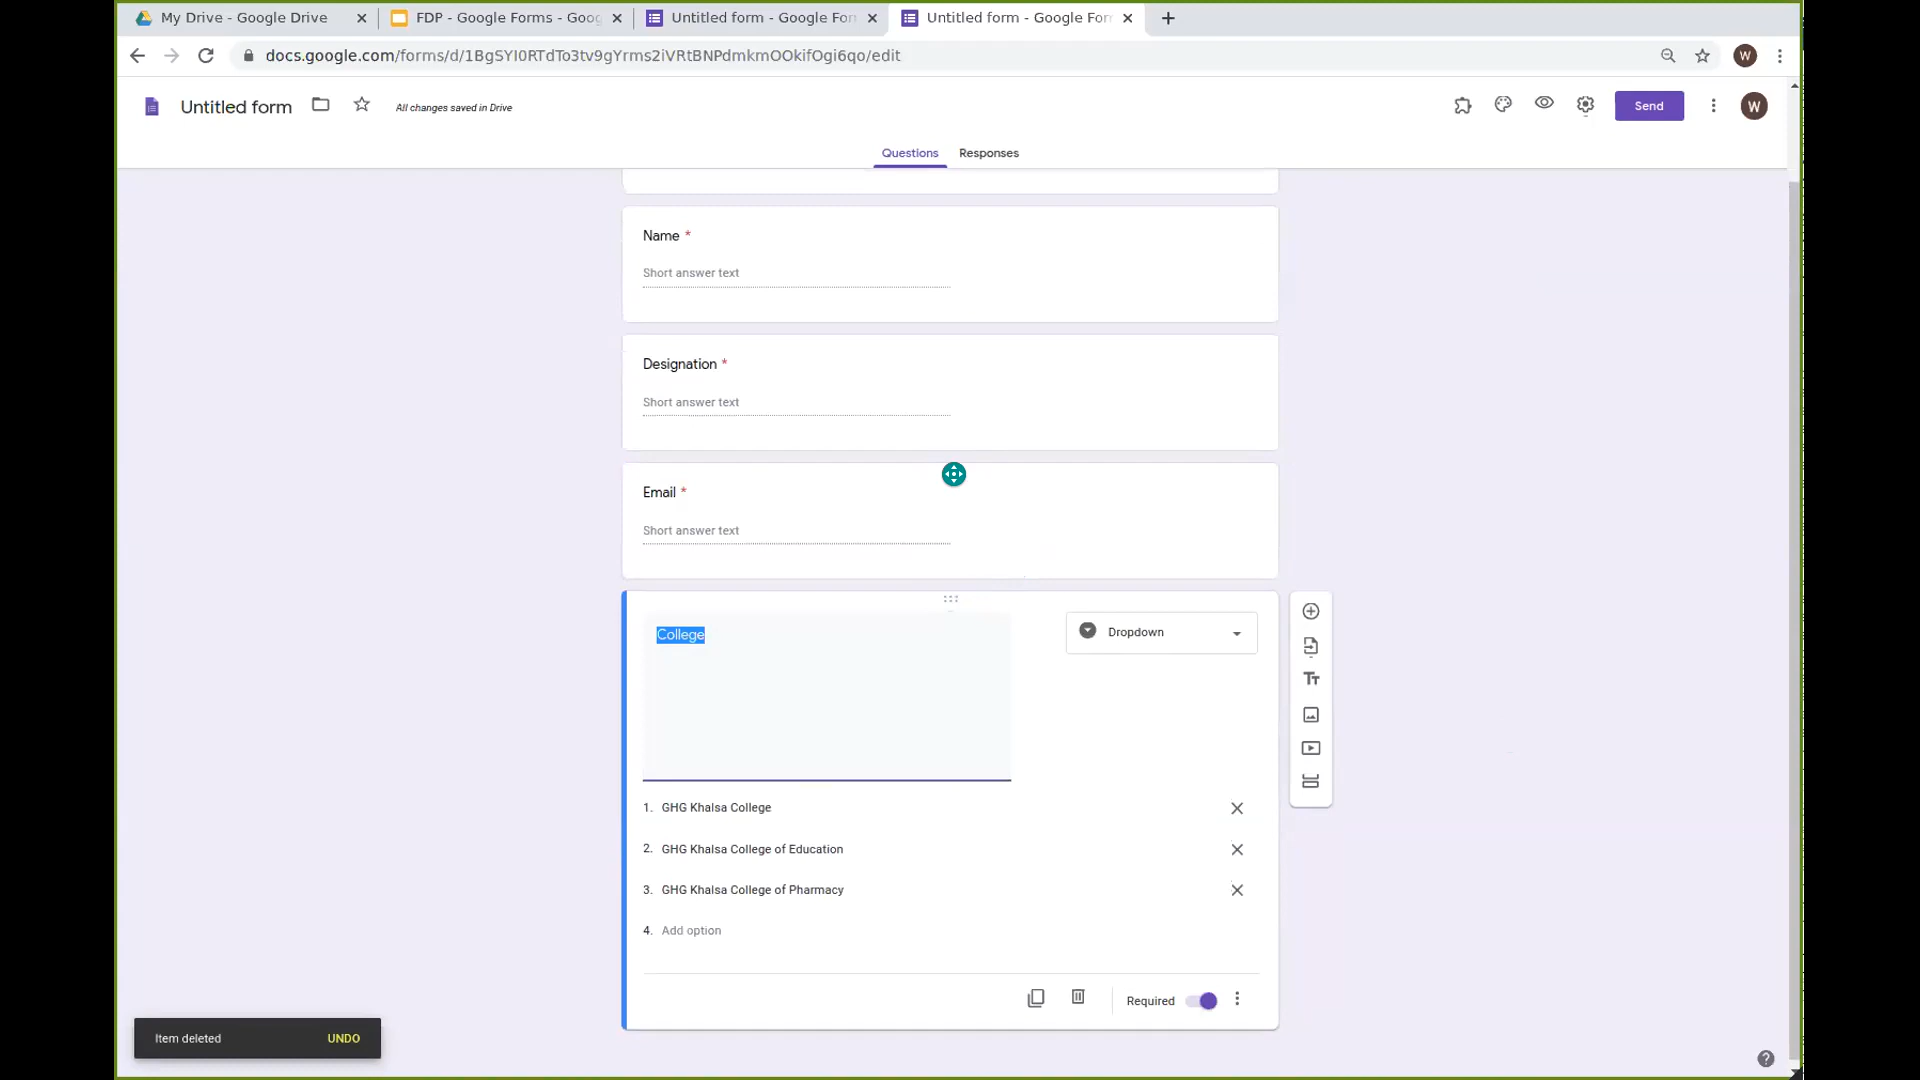 My Drive - Google Drive
FDP - Google Forms - Goog
Untitled form - Google For
Untitled form - Google For
docs.google.com/forms/d/1BgSYI0RTdTo3tv9gYrms2iVRtBNPdmkmOOkifOgi6qo/edit
W
Untitled form
All changes saved in Drive
Send
W
Questions
Responses
Name *
Short answer text
Designation *
Short answer text
Email *
Short answer text
College
Dropdown
1. GHG Khalsa College
2. GHG Khalsa College of Education
3. GHG Khalsa College of Pharmacy
4. Add option
Required
Item deleted
UNDO